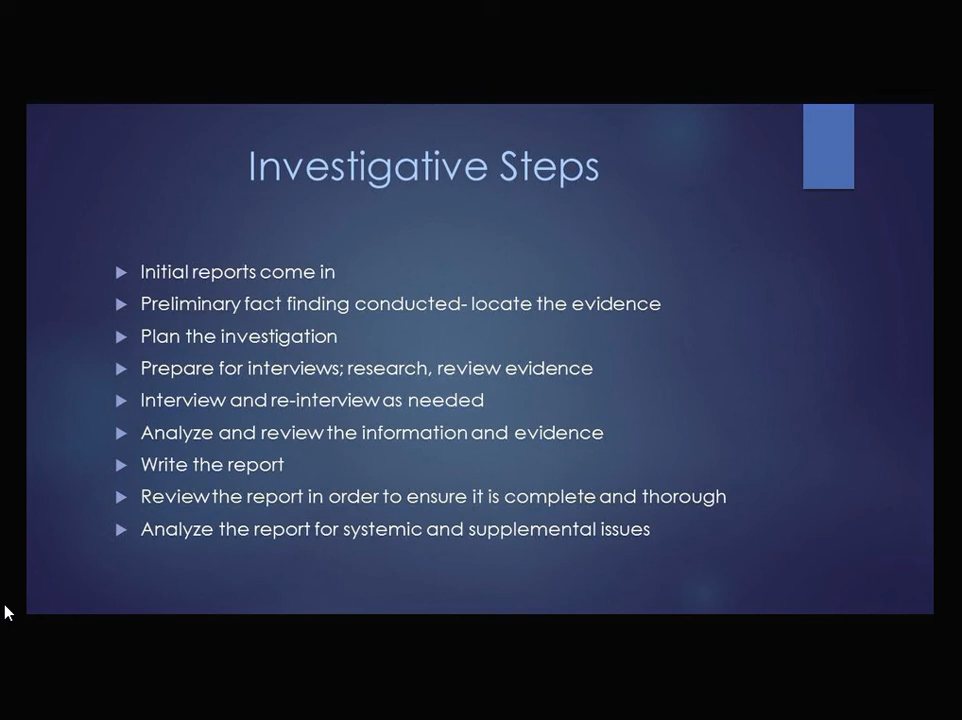 Investigative Steps
Initial reports come in
Preliminary fact finding conducted- locate the evidence
Plan the investigation
Prepare for interviews; research, review evidence
Interview and re-interview as needed
Analyze and review the information and evidence
Write the report
Review the report in order to ensure it is complete and thorough
Analyze the report for systemic and supplemental issues